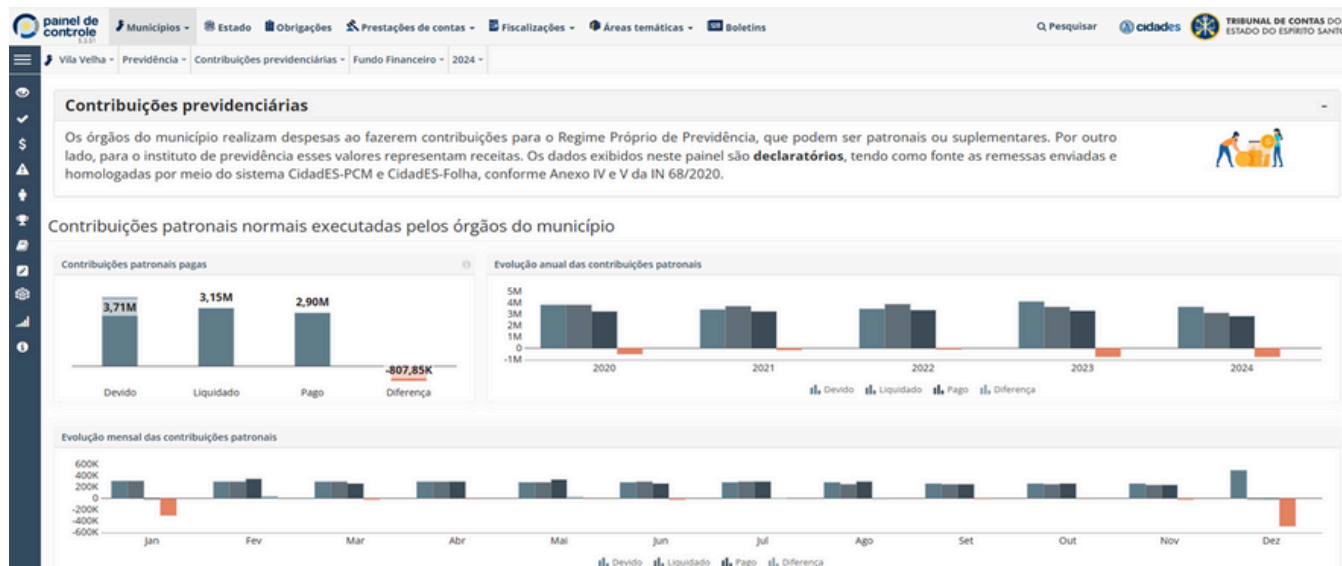 painel de controle
Municípios
Estado
Obrigações
Prestações de contas
Fiscalizações
Áreas temáticas
Boletins
Pesquisar
cidades
TRIBUNAL DE CONTAS DO
ESTADO DO ESPÍRITO SANTO
Vila Velha
Previdência
Contribuições previdenciárias
Fundo Financeiro
2024
Contribuições previdenciárias
-
Os órgãos do município realizam despesas ao fazerem contribuições para o Regime Próprio de Previdência, que podem ser patronais ou suplementares. Por outro
lado, para o instituto de previdência esses valores representam receitas. Os dados exibidos neste painel são declaratórios, tendo como fonte as remessas enviadas e
homologadas por meio do sistema CidadES-PCM e CidadES-Folha, conforme Anexo IV e V da IN 68/2020.
Contribuições patronais normais executadas pelos órgãos do município
Contribuições patronais pagas
3,71M
3,15M
2,90M
-807,85K
Devido
Liquidado
Pago
Diferença
Evolução anual das contribuições patronais
5M
4M
3M
2M
1M
0
-1M
2020
2021
2022
2023
2024
Devido
Liquidado
Pago
Diferença
Evolução mensal das contribuições patronais
600K
400K
200K
0
-200K
-400K
-600K
Jan
Fev
Mar
Abr
Mai
Jun
Jul
Ago
Set
Out
Nov
Dez
Devido
Liquidado
Pago
Diferença